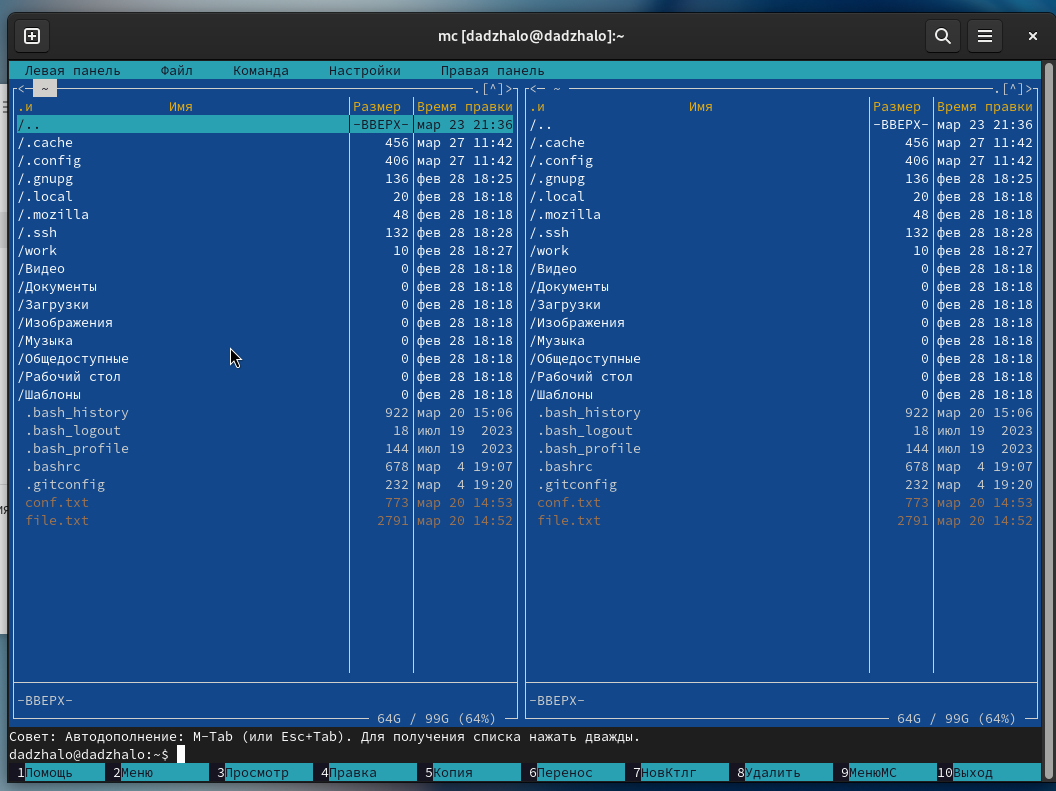 mc [dadzhalo@dadzhalo]:~
Левая панель Файл Команда Настройки Правая панель
<- ~ .[^]> <- ~ .[^]>
.и Имя Размер Время правки .и Имя Размер Время правки
/.. -ВВЕРХ- мар 23 21:36 /.. -ВВЕРХ- мар 23 21:36
/.cache 456 мар 27 11:42 /.cache 456 мар 27 11:42
/.config 406 мар 27 11:42 /.config 406 мар 27 11:42
/.gnupg 136 фев 28 18:25 /.gnupg 136 фев 28 18:25
/.local 20 фев 28 18:18 /.local 20 фев 28 18:18
/.mozilla 48 фев 28 18:18 /.mozilla 48 фев 28 18:18
/.ssh 132 фев 28 18:28 /.ssh 132 фев 28 18:28
/work 10 фев 28 18:27 /work 10 фев 28 18:27
/Видео 0 фев 28 18:18 /Видео 0 фев 28 18:18
/Документы 0 фев 28 18:18 /Документы 0 фев 28 18:18
/Загрузки 0 фев 28 18:18 /Загрузки 0 фев 28 18:18
/Изображения 0 фев 28 18:18 /Изображения 0 фев 28 18:18
/Музыка 0 фев 28 18:18 /Музыка 0 фев 28 18:18
/Общедоступные 0 фев 28 18:18 /Общедоступные 0 фев 28 18:18
/Рабочий стол 0 фев 28 18:18 /Рабочий стол 0 фев 28 18:18
/Шаблоны 0 фев 28 18:18 /Шаблоны 0 фев 28 18:18
.bash_history 922 мар 20 15:06 .bash_history 922 мар 20 15:06
.bash_logout 18 июл 19 2023 .bash_logout 18 июл 19 2023
.bash_profile 144 июл 19 2023 .bash_profile 144 июл 19 2023
.bashrc 678 мар 4 19:07 .bashrc 678 мар 4 19:07
.gitconfig 232 мар 4 19:20 .gitconfig 232 мар 4 19:20
conf.txt 773 мар 20 14:53 conf.txt 773 мар 20 14:53
file.txt 2791 мар 20 14:52 file.txt 2791 мар 20 14:52
-ВВЕРХ- -ВВЕРХ-
64G / 99G (64%) 64G / 99G (64%)
Совет: Автодополнение: M-Tab (или Esc+Tab). Для получения списка нажать дважды.
dadzhalo@dadzhalo:~$
1Помощь 2Меню 3Просмотр 4Правка 5Копия 6Перенос 7НовКтлг 8Удалить 9МенюМС 10Выход